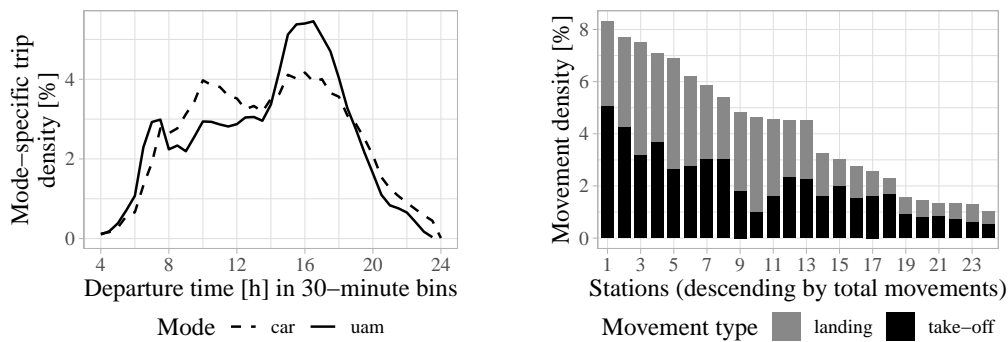 Mode−specific trip
density [%]
4
2
0
4 8 12 16 20 24
Departure time [h] in 30−minute bins
Mode car uam
Movement density [%]
8
6
4
2
0
1 3 5 7 9 11 13 15 17 19 21 23
Stations (descending by total movements)
Movement type landing take−off